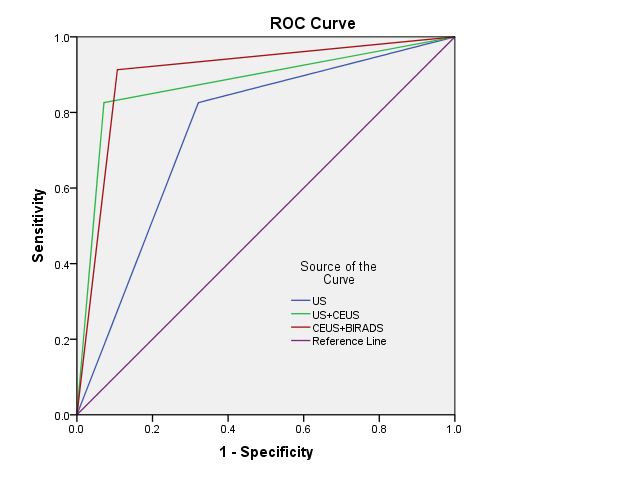 ROC Curve
1.0
0.8
0.6
0.4
0.2
0.0
Sensitivity
0.0 0.2 0.4 0.6 0.8 1.0
1 - Specificity
Source of the
Curve
US
US+CEUS
CEUS+BIRADS
Reference Line